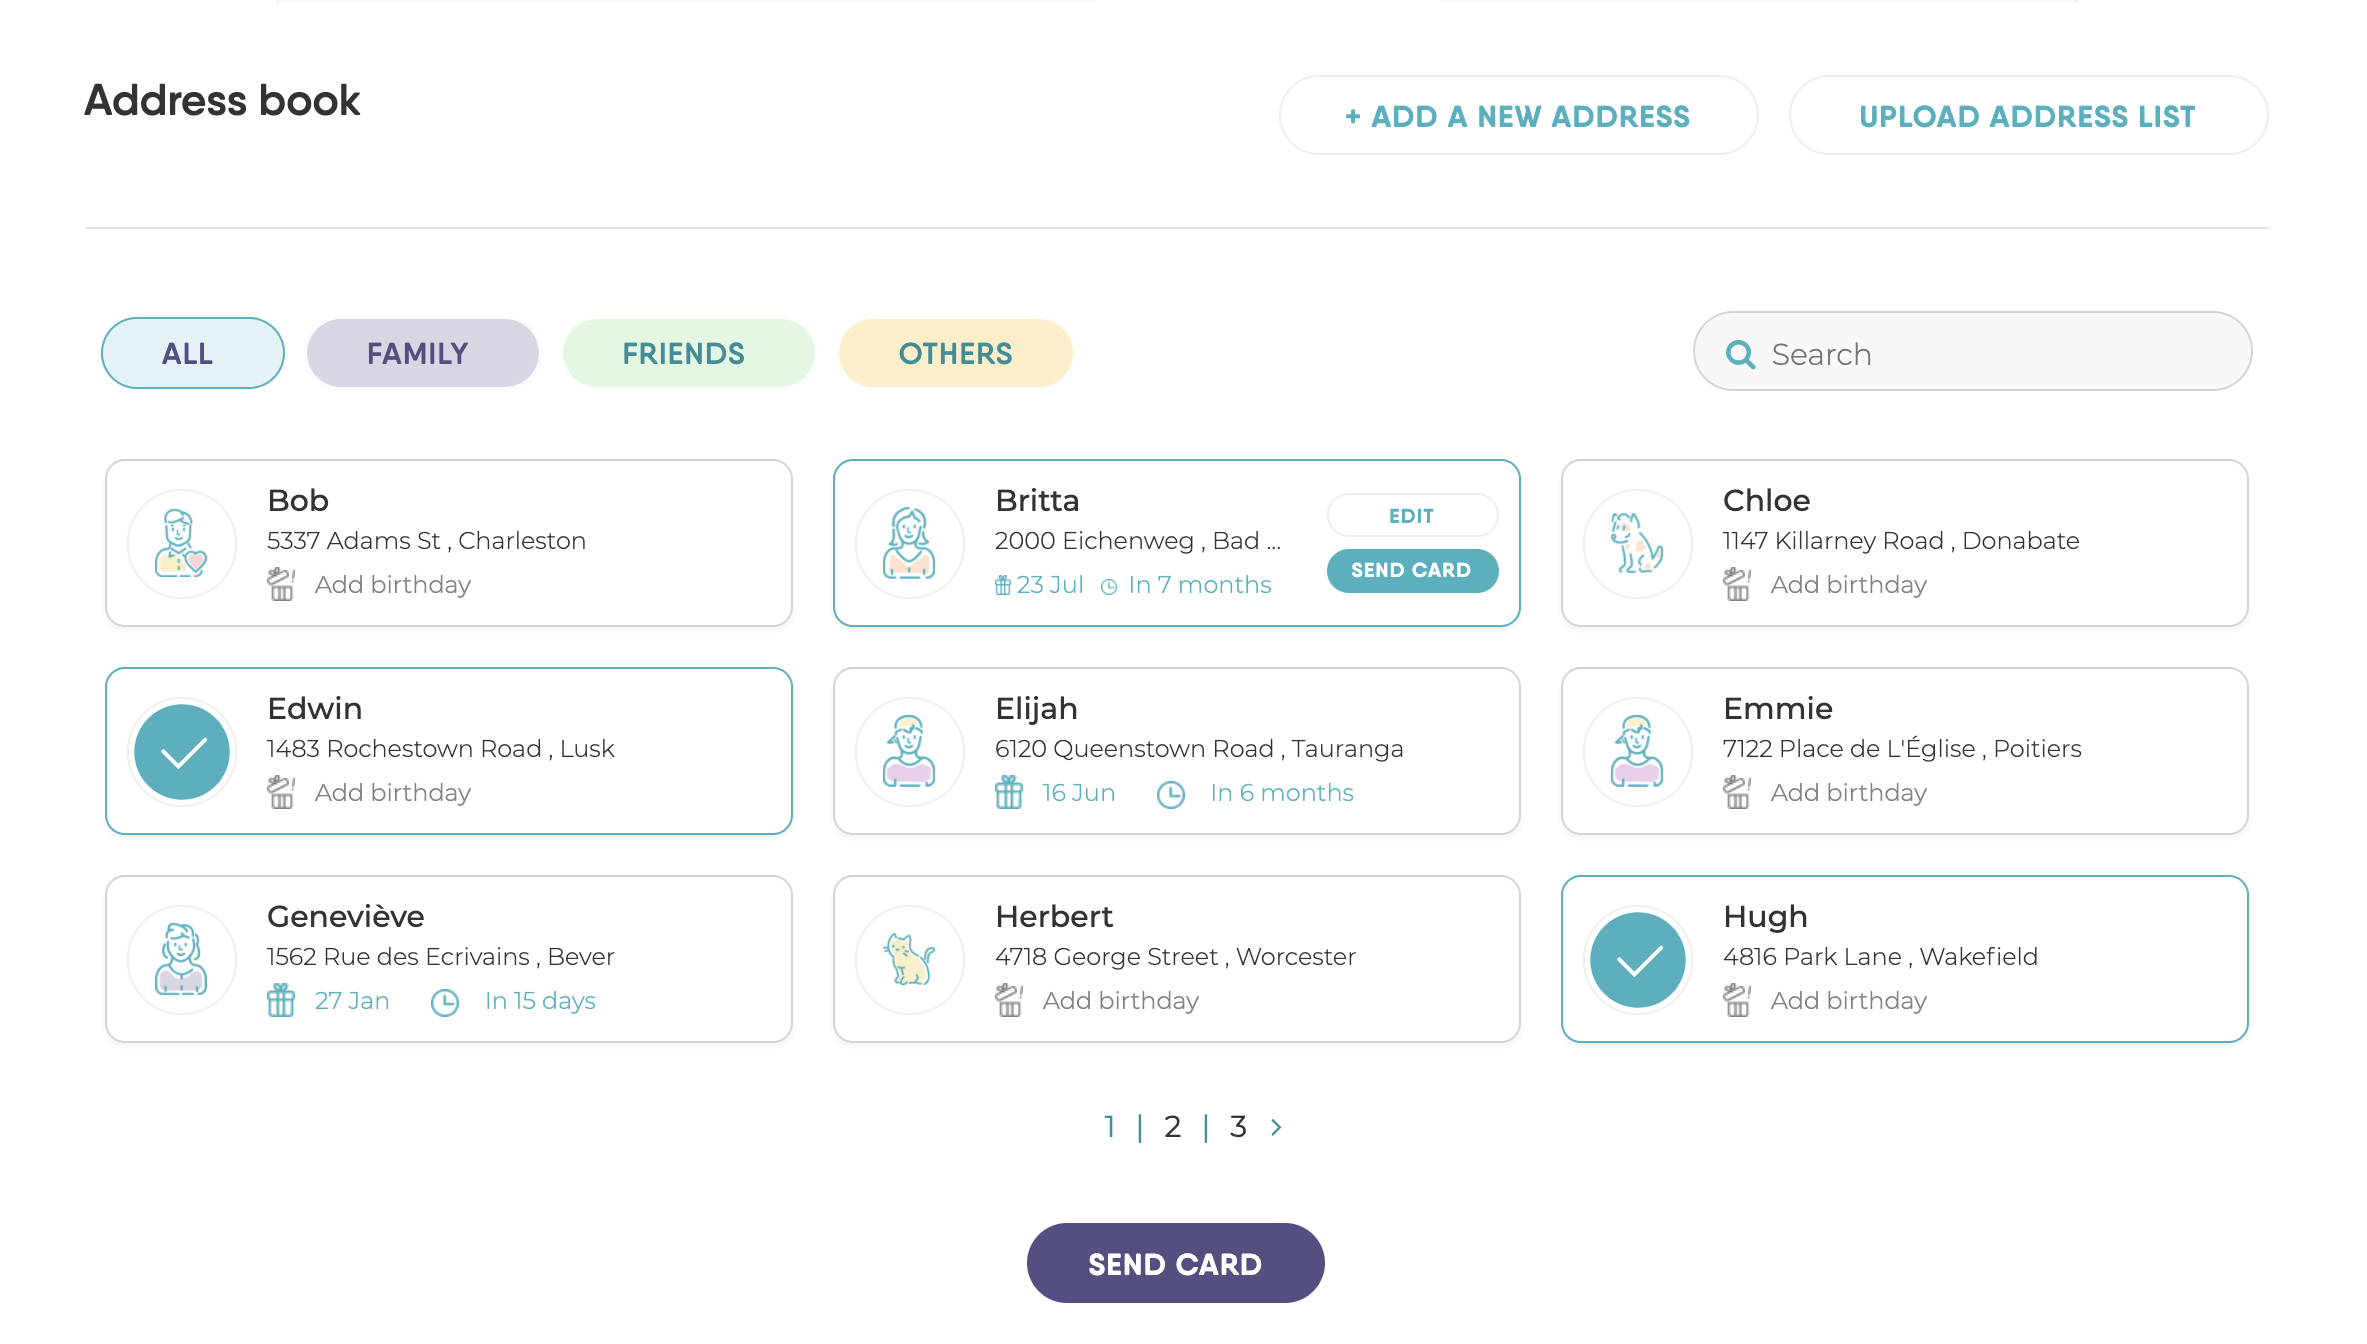 Address book
+ ADD A NEW ADDRESS
UPLOAD ADDRESS LIST
ALL
FAMILY
FRIENDS
OTHERS
Search
Bob
5337 Adams St , Charleston
Add birthday
Britta
2000 Eichenweg , Bad ...
23 Jul In 7 months
EDIT
SEND CARD
Chloe
1147 Killarney Road , Donabate
Add birthday
Edwin
1483 Rochestown Road , Lusk
Add birthday
Elijah
6120 Queenstown Road , Tauranga
16 Jun In 6 months
Emmie
7122 Place de L'Église , Poitiers
Add birthday
Geneviève
1562 Rue des Ecrivains , Bever
27 Jan In 15 days
Herbert
4718 George Street , Worcester
Add birthday
Hugh
4816 Park Lane , Wakefield
Add birthday
1 | 2 | 3 >
SEND CARD